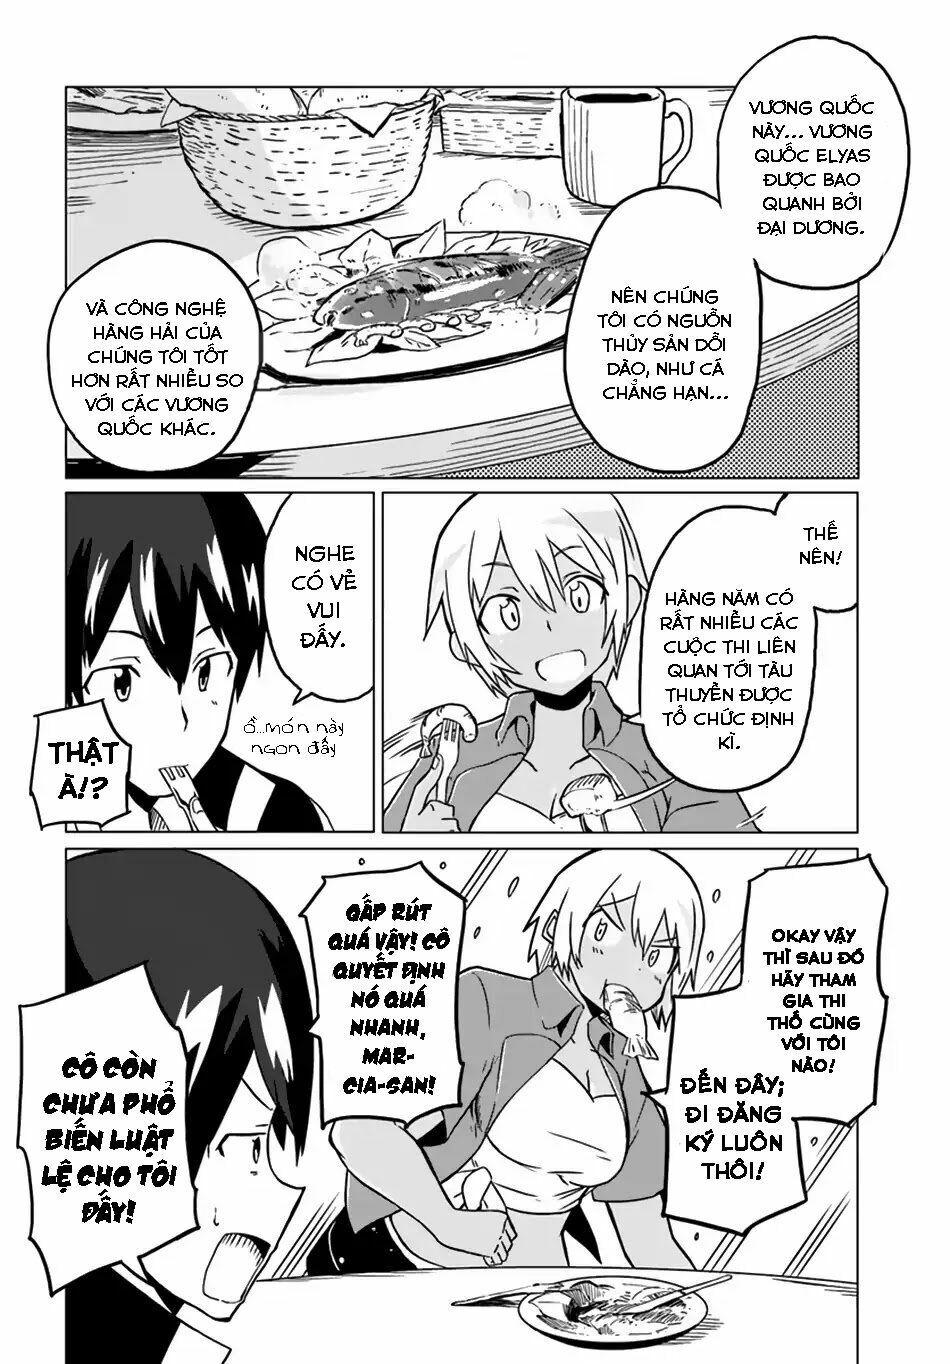 VƯƠNG QUỐC
NÀY... VƯƠNG
QUỐC ELYAS
ĐƯỢC BAO
QUANH BỞI
ĐẠI DƯƠNG.
NÊN CHÚNG
TÔI CÓ NGUỒN
THỦY SẢN DỒI
DÀO, NHƯ CÁ
CHẲNG HẠN...
VÀ CÔNG NGHỆ
HÀNG HẢI CỦA
CHÚNG TÔI TỐT
HƠN RẤT NHIỀU SO
VỚI CÁC VƯƠNG
QUỐC KHÁC.
THẾ
NÊN!
HÀNG NĂM CÓ
RẤT NHIỀU CÁC
CUỘC THI LIÊN
QUAN TỚI TÀU
THUYỀN ĐƯỢC
TỔ CHỨC ĐỊNH
KÌ.
NGHE
CÓ VẺ
VUI
ĐẤY.
ồ...món này
ngon đấy
THẬT
À!?
OKAY VẬY
THÌ SAU ĐÓ
HÃY THAM
GIA THI
THỐ CÙNG
VỚI TÔI
NÀO!
ĐẾN ĐÂY;
ĐI ĐĂNG
KÝ LUÔN
THÔI!
GẤP RÚT
QUÁ VẬY! CÔ
QUYẾT ĐỊNH
NÓ QUÁ
NHANH,
MAR-
CIA-SAN!
CÔ CÒN
CHƯA PHỔ
BIẾN LUẬT
LỆ CHO TÔI
ĐẤY!